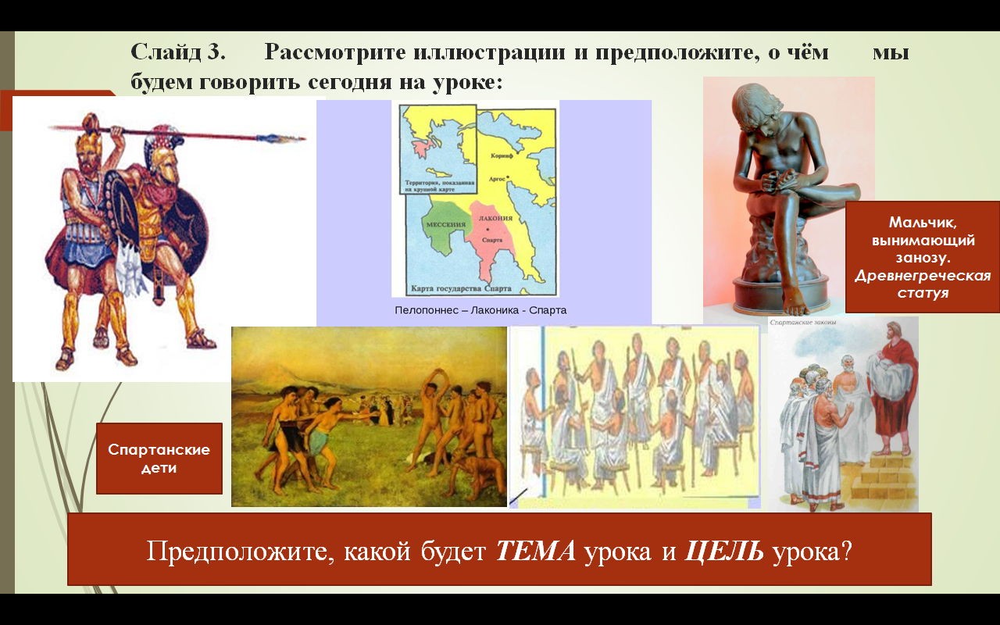 Слайд 3. Рассмотрите иллюстрации и предположите, о чём мы
будем говорить сегодня на уроке:
Коринф
Аргос
Территория, показанная
на крупной карте
МЕССЕНИЯ
ЛАКОНИЯ
Спарта
Карта государства Спарта
Пелопоннес – Лаконика - Спарта
Мальчик,
вынимающий
занозу.
Древнегреческая
статуя
Спартанские законы
Спартанские
дети
Предположите, какой будет ТЕМА урока и ЦЕЛЬ урока?